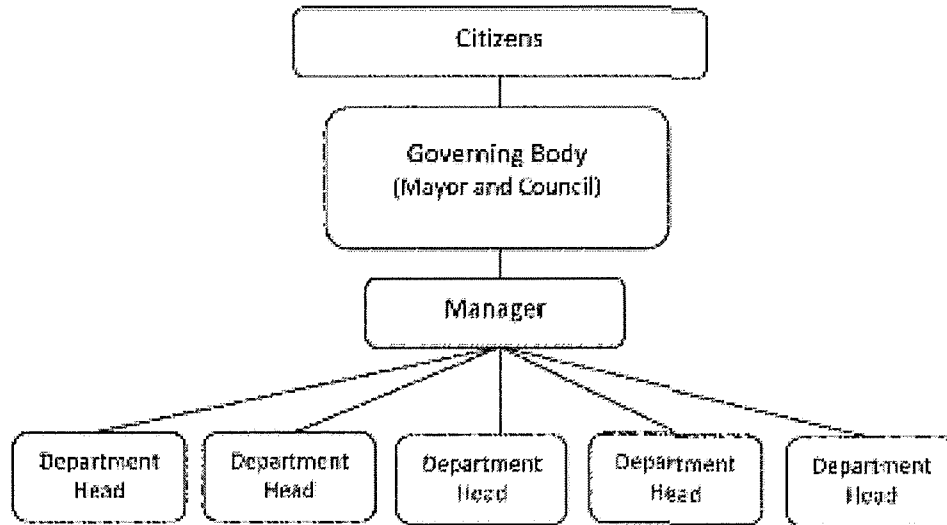 Citizens
Governing Body
(Mayor and Council)
Manager
Department
Head
Department
Head
Department
Head
Department
Head
Department
Head